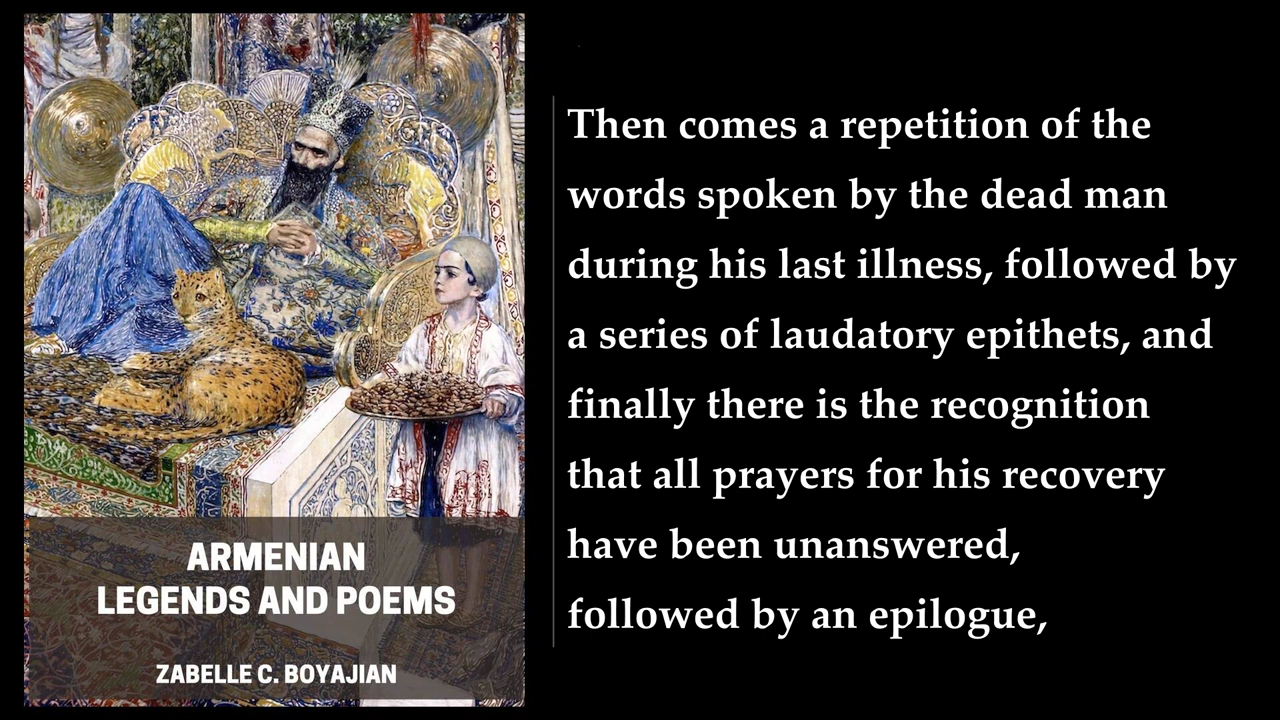 ARMENIAN
LEGENDS AND POEMS
ZABELLE C. BOYAJIAN
Then comes a repetition of the
words spoken by the dead man
during his last illness, followed by
a series of laudatory epithets, and
finally there is the recognition
that all prayers for his recovery
have been unanswered,
followed by an epilogue,